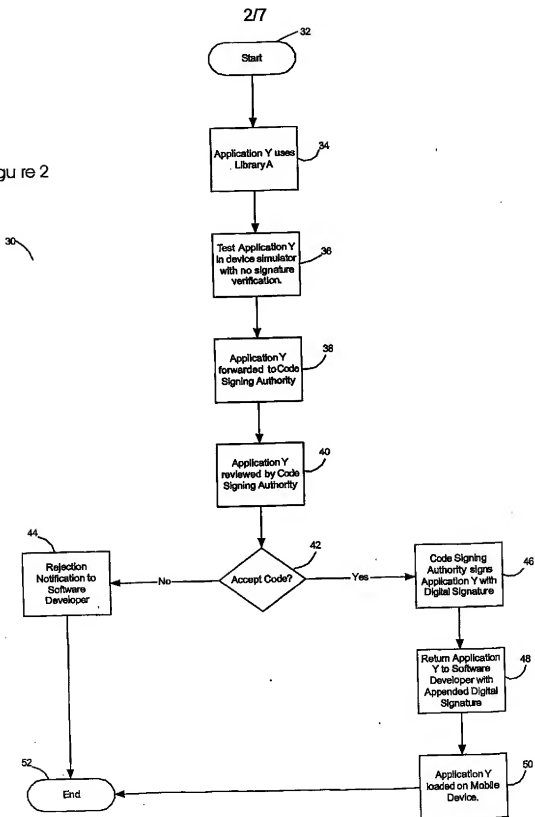 2/7
32
Start
34
Application Y uses
Library A
gu re 2
30
36
Test Application Y
in device simulator
with no signature
verification.
38
Application Y
forwarded to Code
Signing Authority
40
Application Y
reviewed by Code
Signing Authority
44
Rejection
Notification to
Software
Developer
No
42
Accept Code?
Yes
46
Code Signing
Authority signs
Application Y with
Digital Signature
48
Return Application
Y to Software
Developer with
Appended Digital
Signature
52
End
50
Application Y
loaded on Mobile
Device.